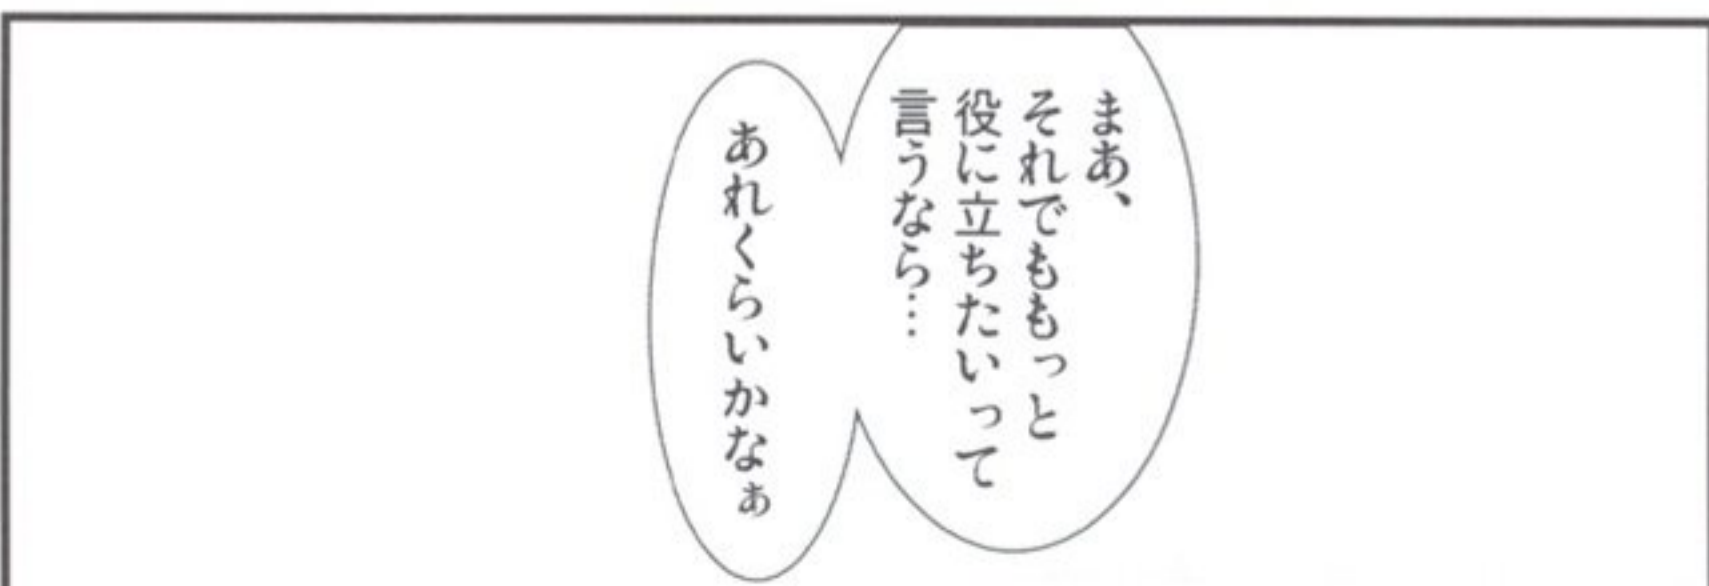 まあ、
それでももっと
役に立ちたいって
言うなら…
あれくらいかなぁ